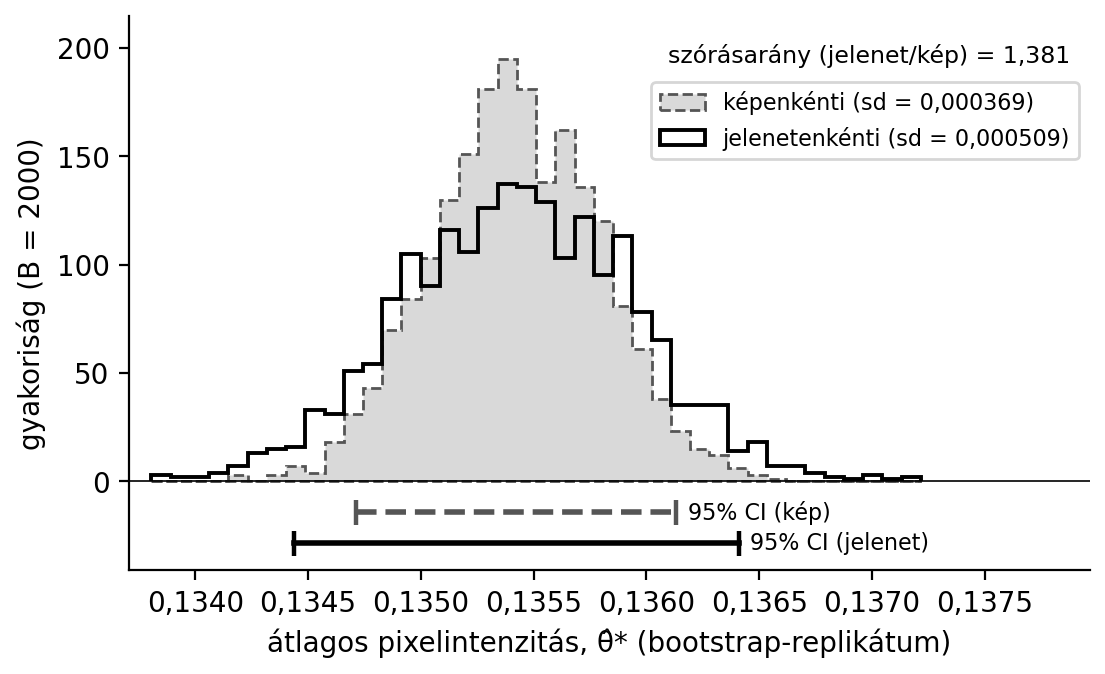 szórásarány (jelenet/kép) = 1,381
képenkénti (sd = 0,000369)
jelenetenkénti (sd = 0,000509)
gyakoriság (B = 2000)
200
150
100
50
0
95% CI (kép)
95% CI (jelenet)
0,1340 0,1345 0,1350 0,1355 0,1360 0,1365 0,1370 0,1375
átlagos pixelintenzitás, θ̂* (bootstrap-replikátum)